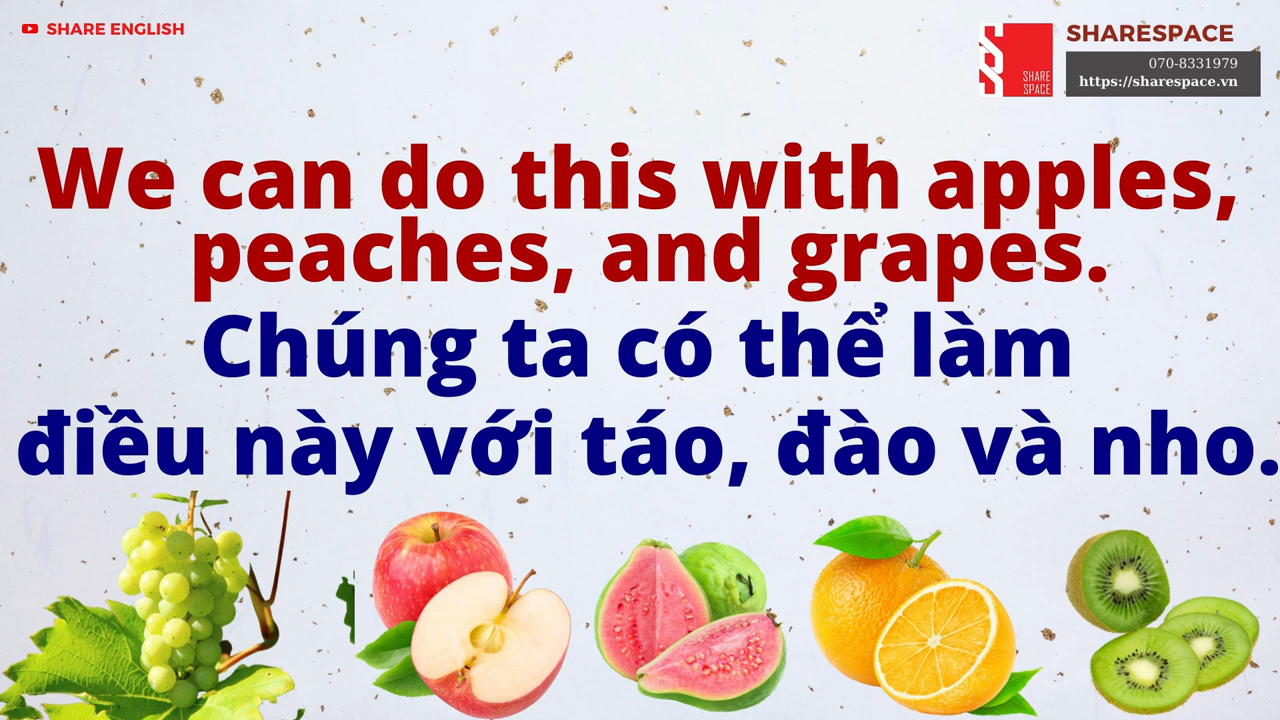 SHARE ENGLISH
SHARE
SPACE
SHARESPACE
070-8331979
https://sharespace.vn
We can do this with apples,
peaches, and grapes.
Chúng ta có thể làm
điều này với táo, đào và nho.